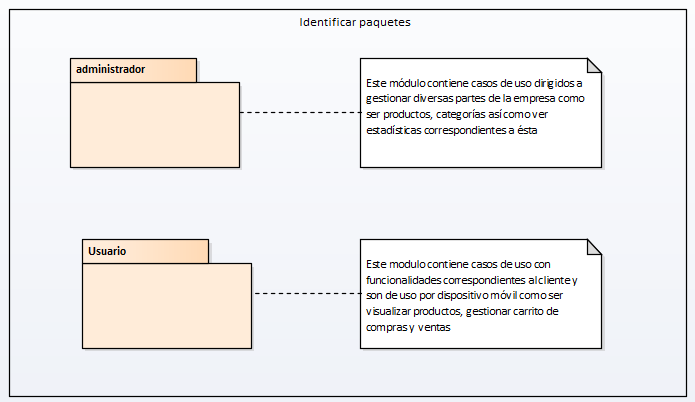 Identificar paquetes
administrador
Este módulo contiene casos de uso dirigidos a
gestionar diversas partes de la empresa como
ser productos, categorías así como ver
estadísticas correspondientes a ésta
Usuario
Este modulo contiene casos de uso con
funcionalidades correspondientes al cliente y
son de uso por dispositivo móvil como ser
visualizar productos, gestionar carrito de
compras y ventas